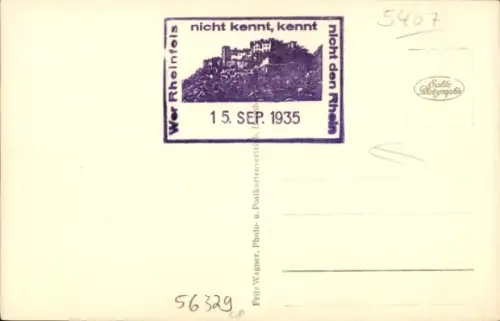 5407
Wer Rheinfels
nicht kennt, kennt
nicht den Rhein
15. SEP. 1935
Echte
Photographie
Fritz Wagner, Photo- u. Postkartenverlag
56329